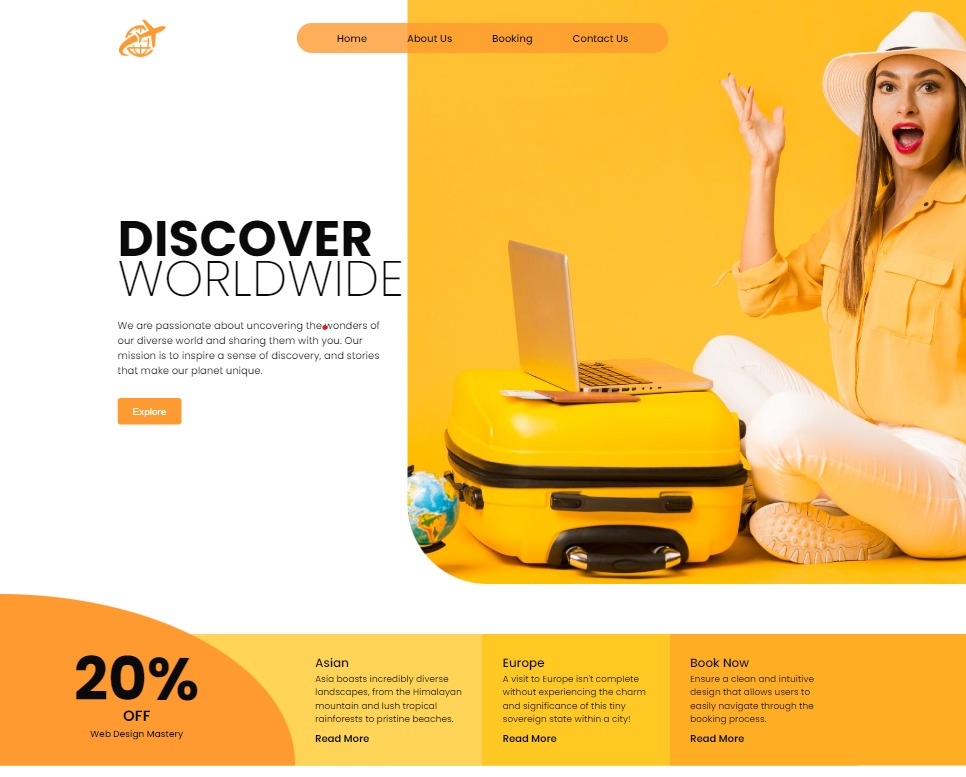 Home About Us Booking Contact Us
DISCOVER
WORLDWIDE
We are passionate about uncovering the wonders of
our diverse world and sharing them with you. Our
mission is to inspire a sense of discovery, and stories
that make our planet unique.
Explore
20%
OFF
Web Design Mastery
Asian
Asia boasts incredibly diverse
landscapes, from the Himalayan
mountain and lush tropical
rainforests to pristine beaches.
Read More
Europe
A visit to Europe isn't complete
without experiencing the charm
and significance of this tiny
sovereign state within a city!
Read More
Book Now
Ensure a clean and intuitive
design that allows users to
easily navigate through the
booking process.
Read More